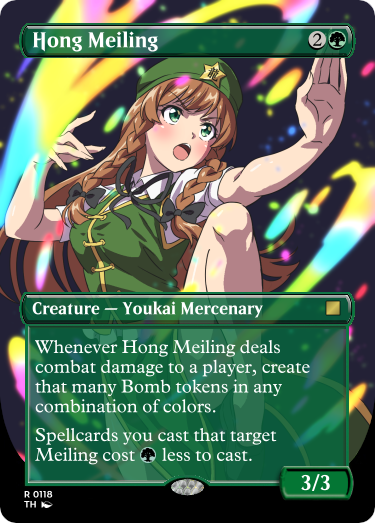 Hong Meiling
2
Creature — Youkai Mercenary
Whenever Hong Meiling deals
combat damage to a player, create
that many Bomb tokens in any
combination of colors.
Spellcards you cast that target
Meiling cost less to cast.
3/3
R 0118
TH